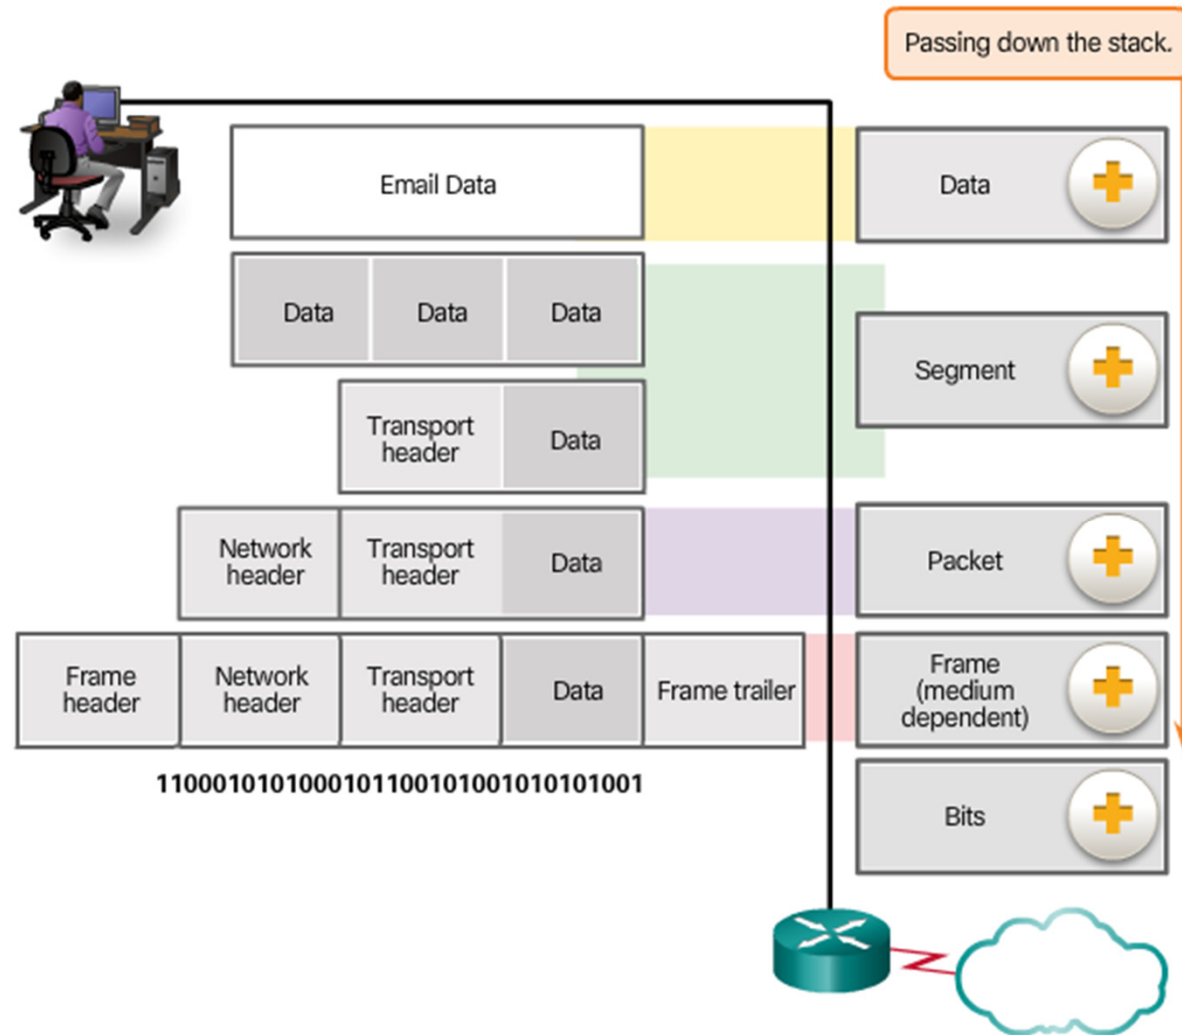 Passing down the stack.
Email Data
Data
Data
Data
Data
Segment
Transport
header
Data
Network
header
Transport
header
Data
Packet
Frame
header
Network
header
Transport
header
Data
Frame trailer
Frame
(medium
dependent)
110001010100010110010100101010101001
Bits